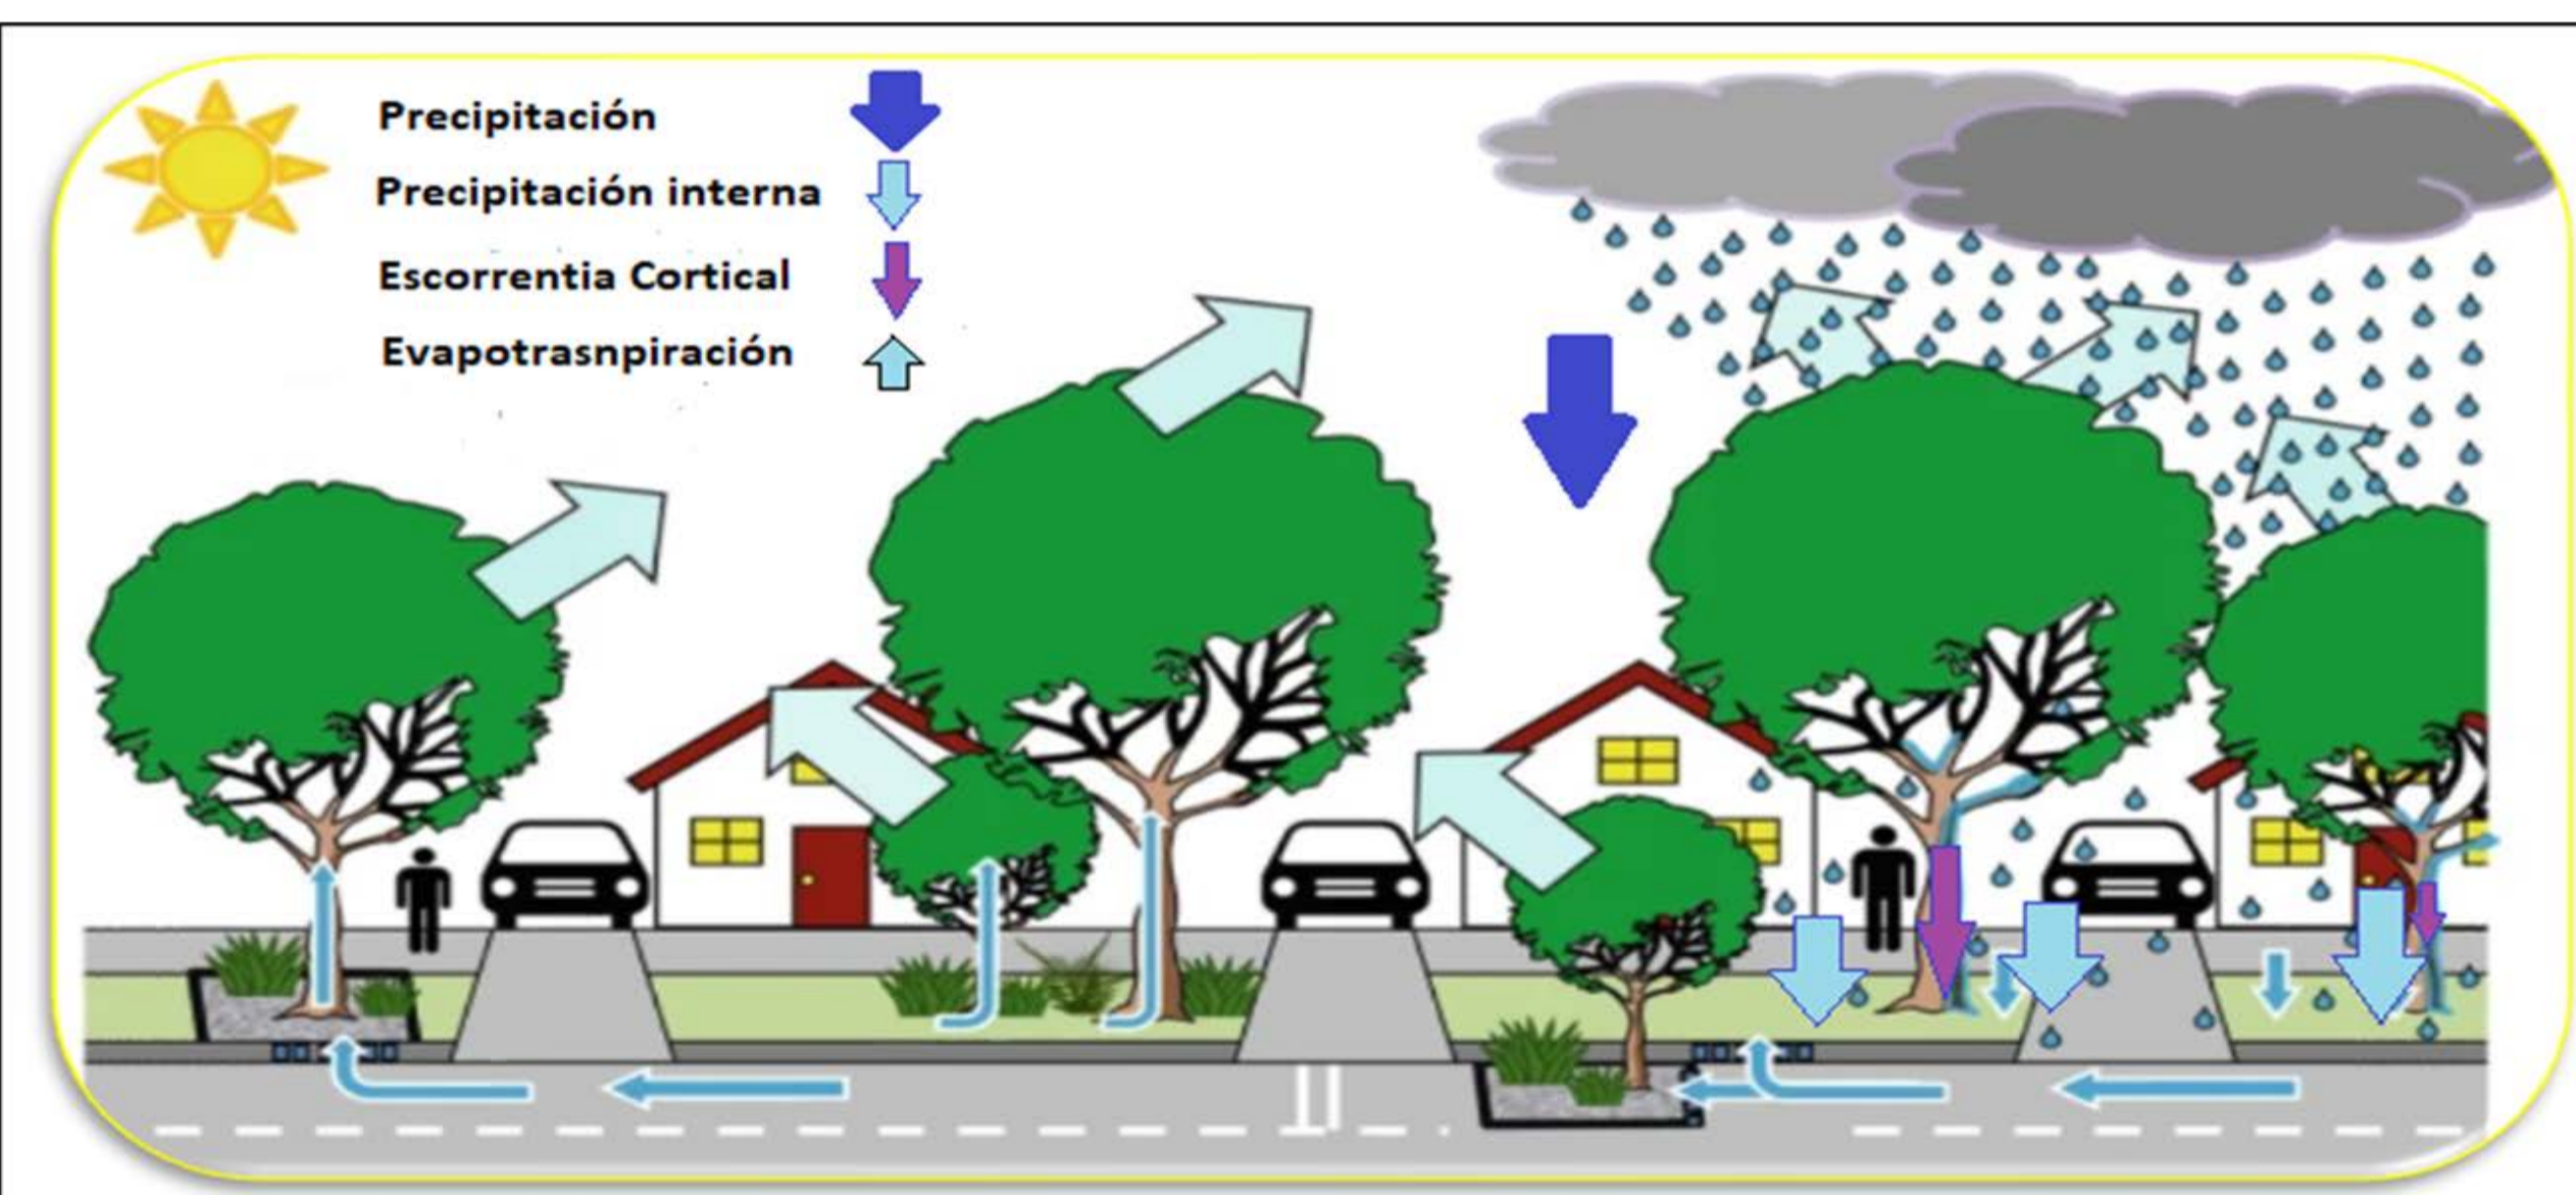 Precipitación
Precipitación interna
Escorrentia Cortical
Evapotrasnpiración